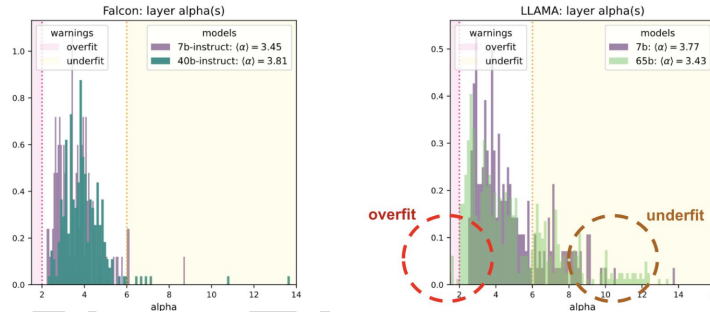 Falcon: layer alpha(s)
warnings
overfit
underfit
models
7b-instruct: ⟨α⟩ = 3.45
40b-instruct: ⟨α⟩ = 3.81
1.0
0.8
0.6
0.4
0.2
0.0
2 4 6 8 10 12 14
alpha
LLAMA: layer alpha(s)
warnings
overfit
underfit
models
7b: ⟨α⟩ = 3.77
65b: ⟨α⟩ = 3.43
0.5
0.4
0.3
0.2
0.1
0.0
overfit
underfit
2 4 6 8 10 12 14
alpha